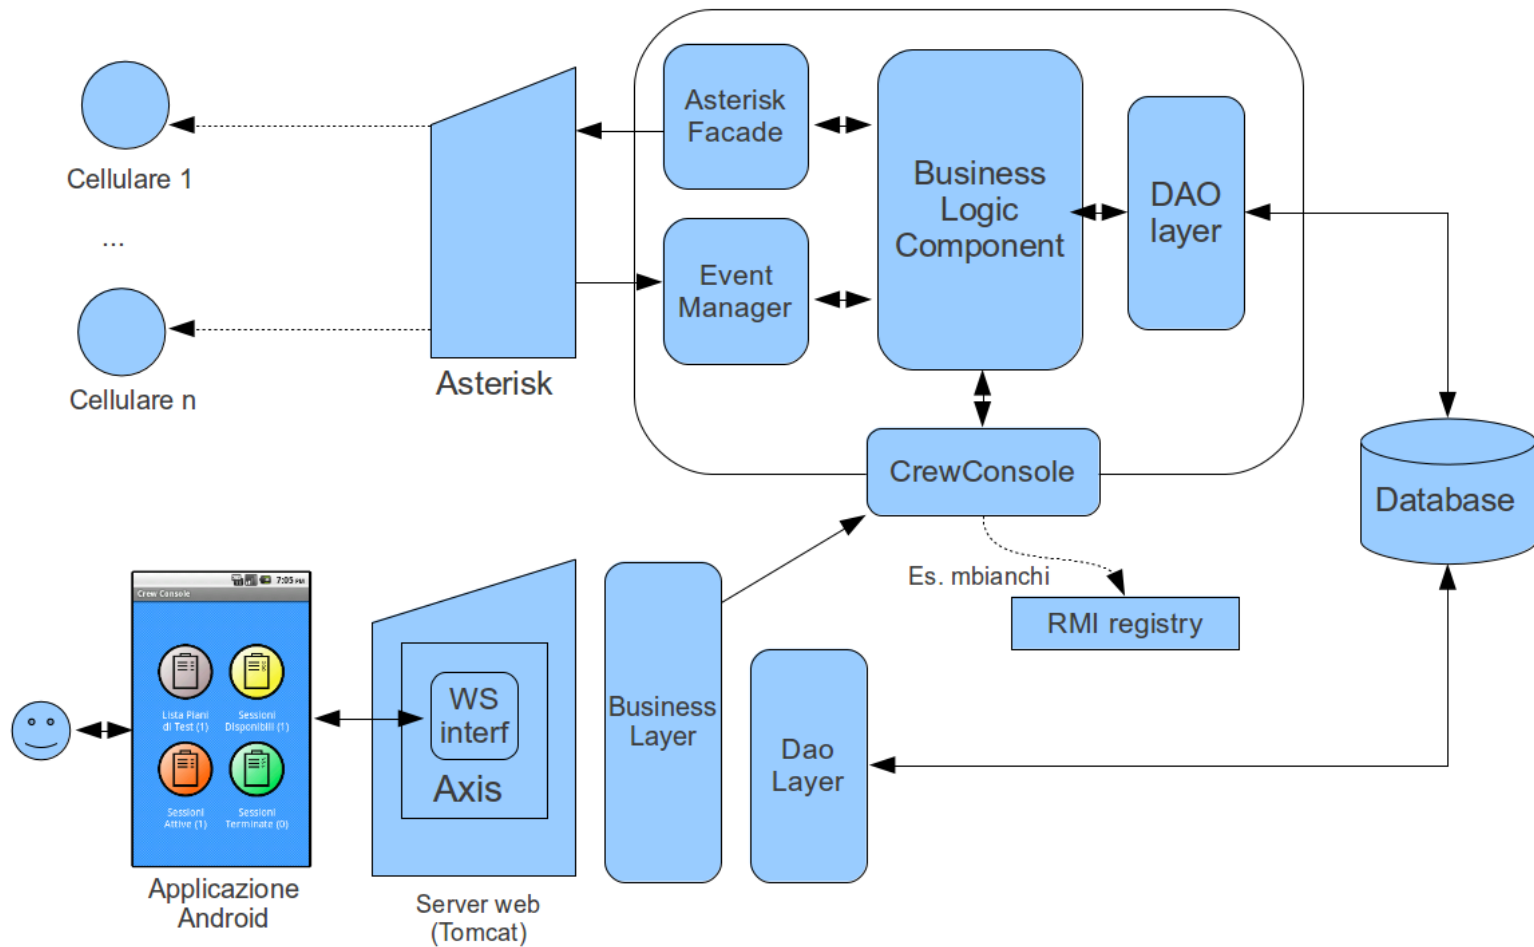 Cellulare 1
...
Cellulare n
Asterisk
Asterisk
Facade
Event
Manager
Business
Logic
Component
DAO
layer
CrewConsole
Database
Es. mbianchi
RMI registry
7:05 PM
Crew Console
Lista Piani
di Test (1)
Sessioni
Disponibili (1)
Sessioni
Attive (1)
Sessioni
Terminate (0)
Applicazione
Android
WS
interf
Axis
Server web
(Tomcat)
Business
Layer
Dao
Layer